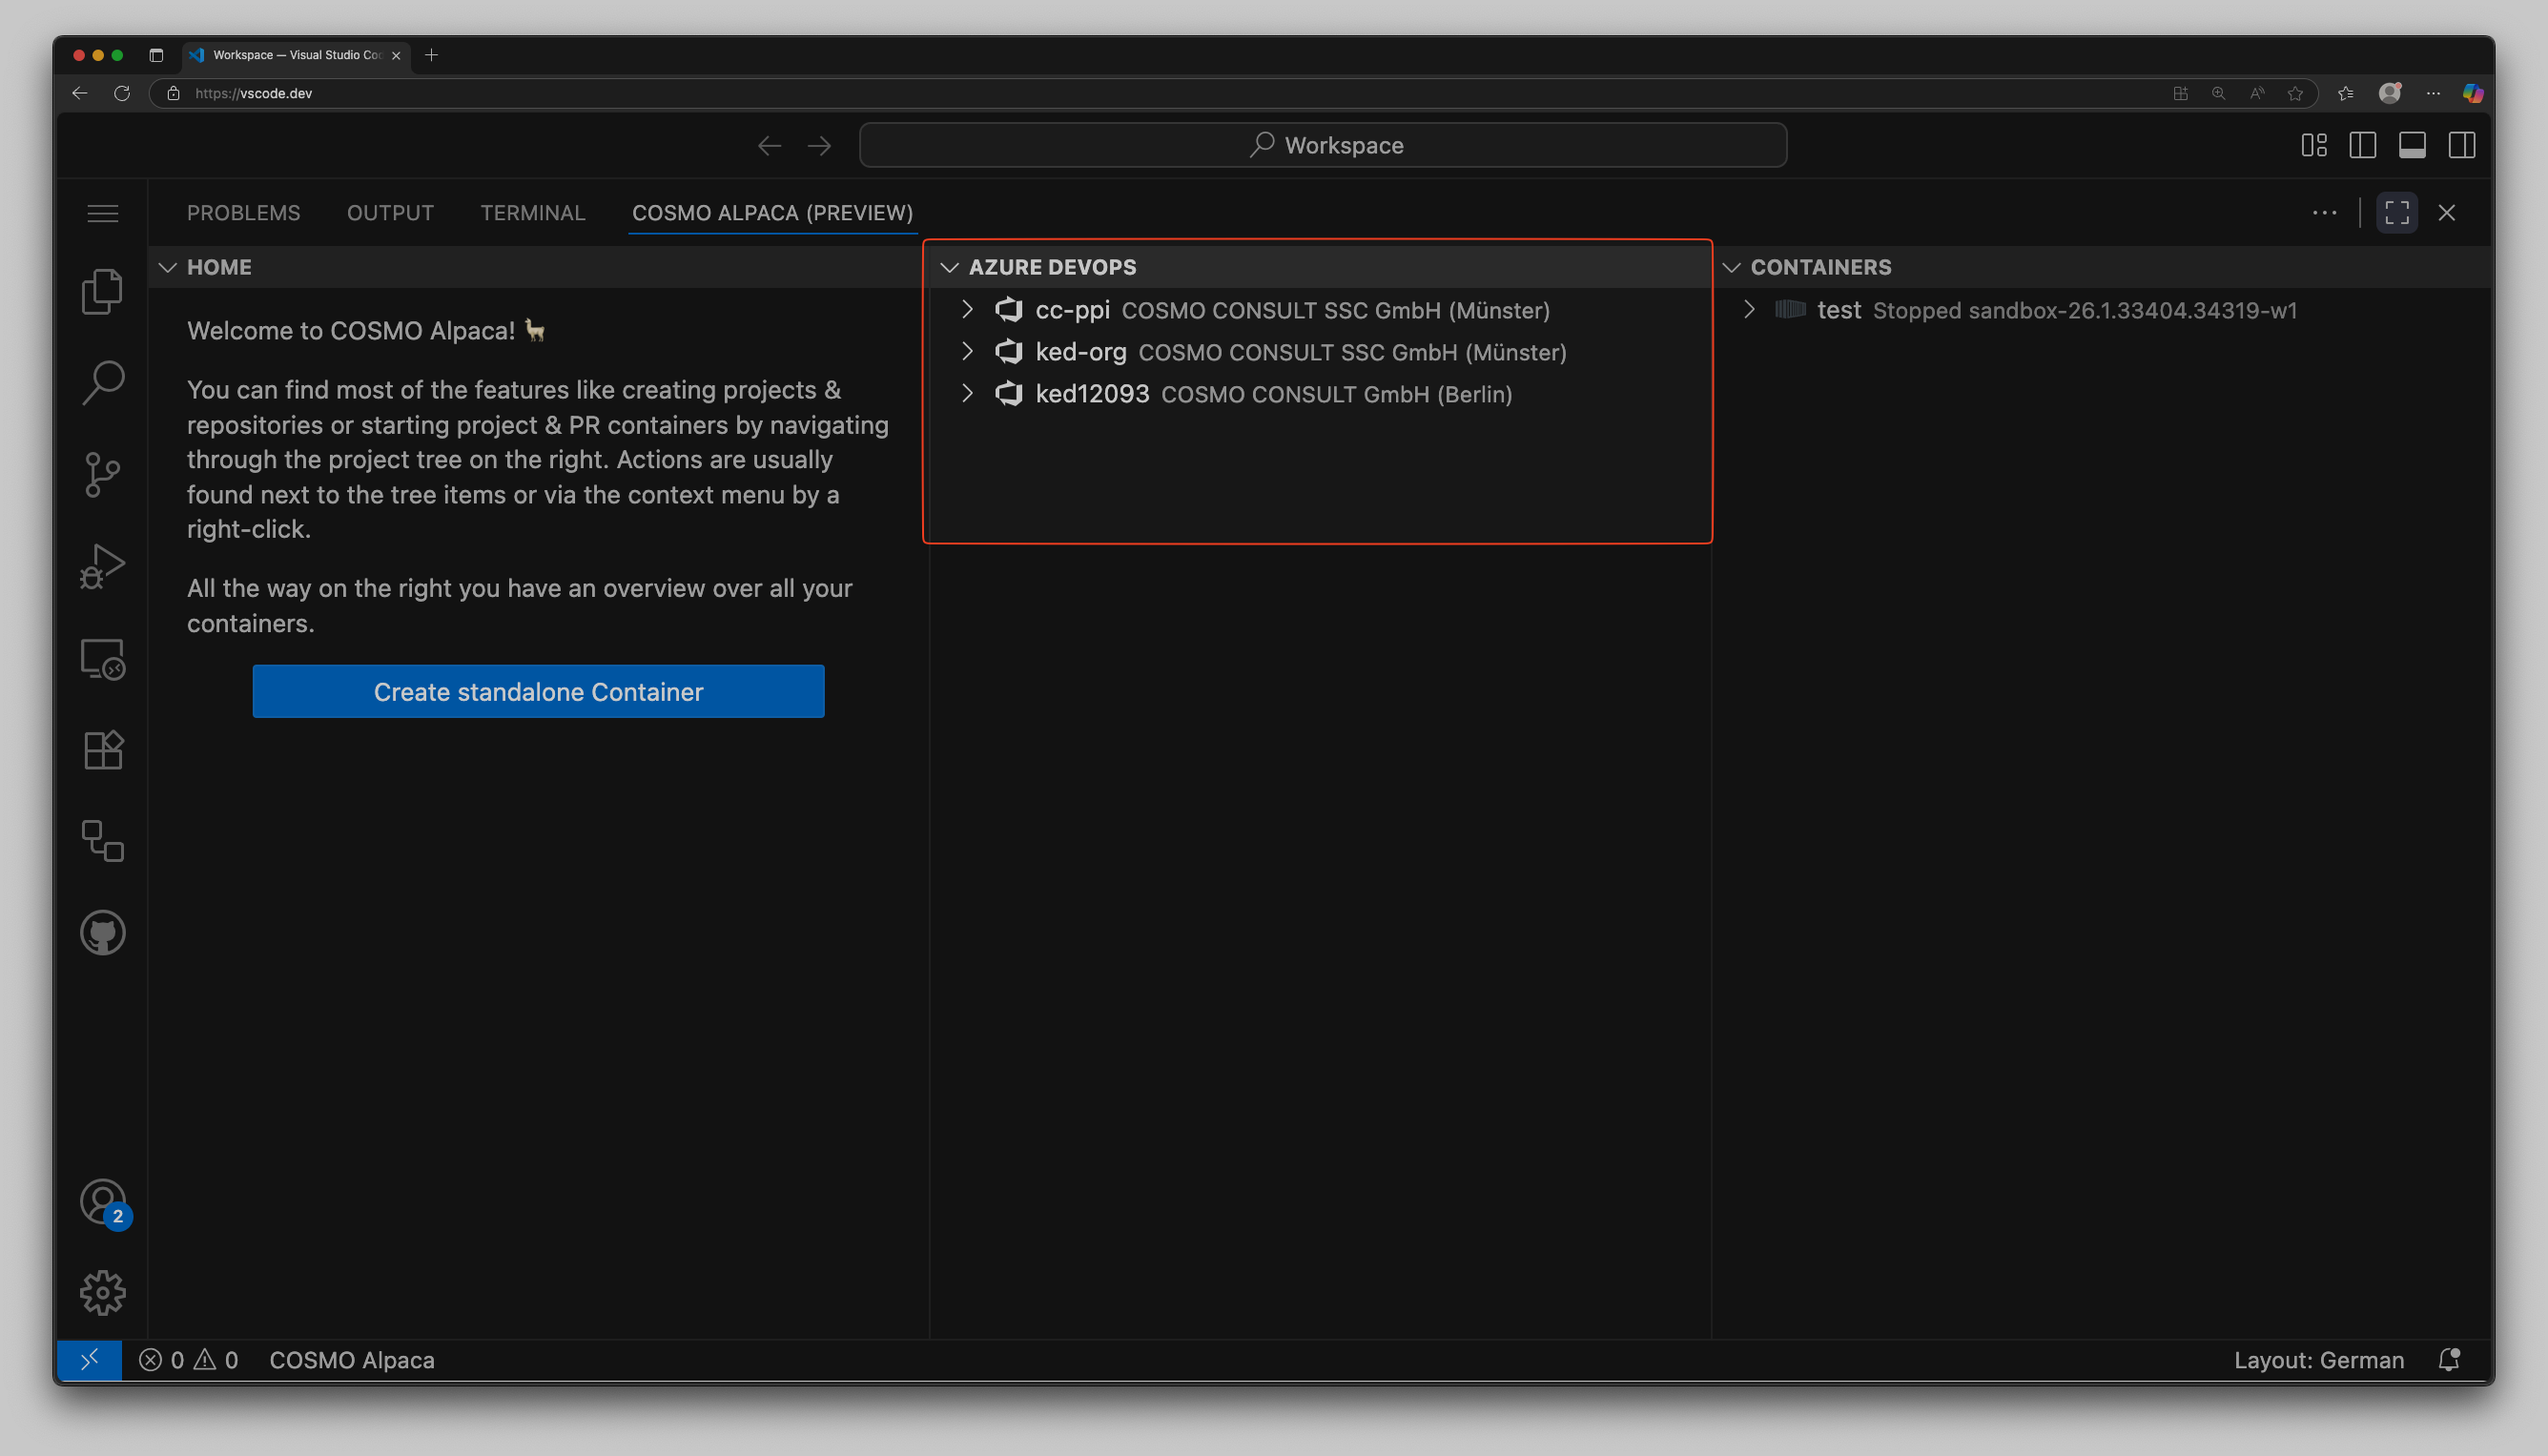 Workspace — Visual Studio Co
https://vscode.dev
Workspace
PROBLEMS OUTPUT TERMINAL COSMO ALPACA (PREVIEW)
HOME
Welcome to COSMO Alpaca! 🦙
You can find most of the features like creating projects &
repositories or starting project & PR containers by navigating
through the project tree on the right. Actions are usually
found next to the tree items or via the context menu by a
right-click.
All the way on the right you have an overview over all your
containers.
Create standalone Container
AZURE DEVOPS
cc-ppi COSMO CONSULT SSC GmbH (Münster)
ked-org COSMO CONSULT SSC GmbH (Münster)
ked12093 COSMO CONSULT GmbH (Berlin)
CONTAINERS
test Stopped sandbox-26.1.33404.34319-w1
2
0 0 COSMO Alpaca
Layout: German